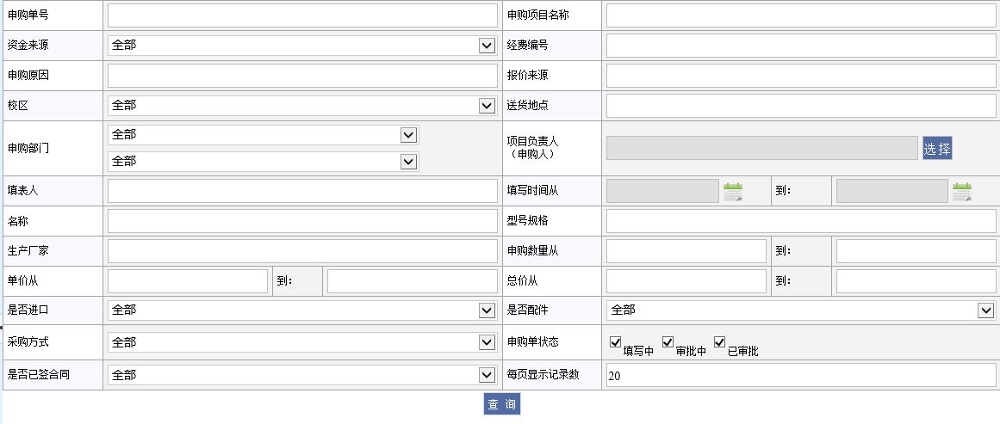 申购单号 申购项目名称
资金来源 全部 经费编号
申购原因 报价来源
校区 全部 送货地点
申购部门 全部 全部 项目负责人
（申购人） 选择
填表人 填写时间从 到：
名称 型号规格
生产厂家 申购数量从 到：
单价从 到： 总价从 到：
是否进口 全部 是否配件 全部
采购方式 全部 申购单状态 填写中 审批中 已审批
是否已签合同 全部 每页显示记录数 20
查 询